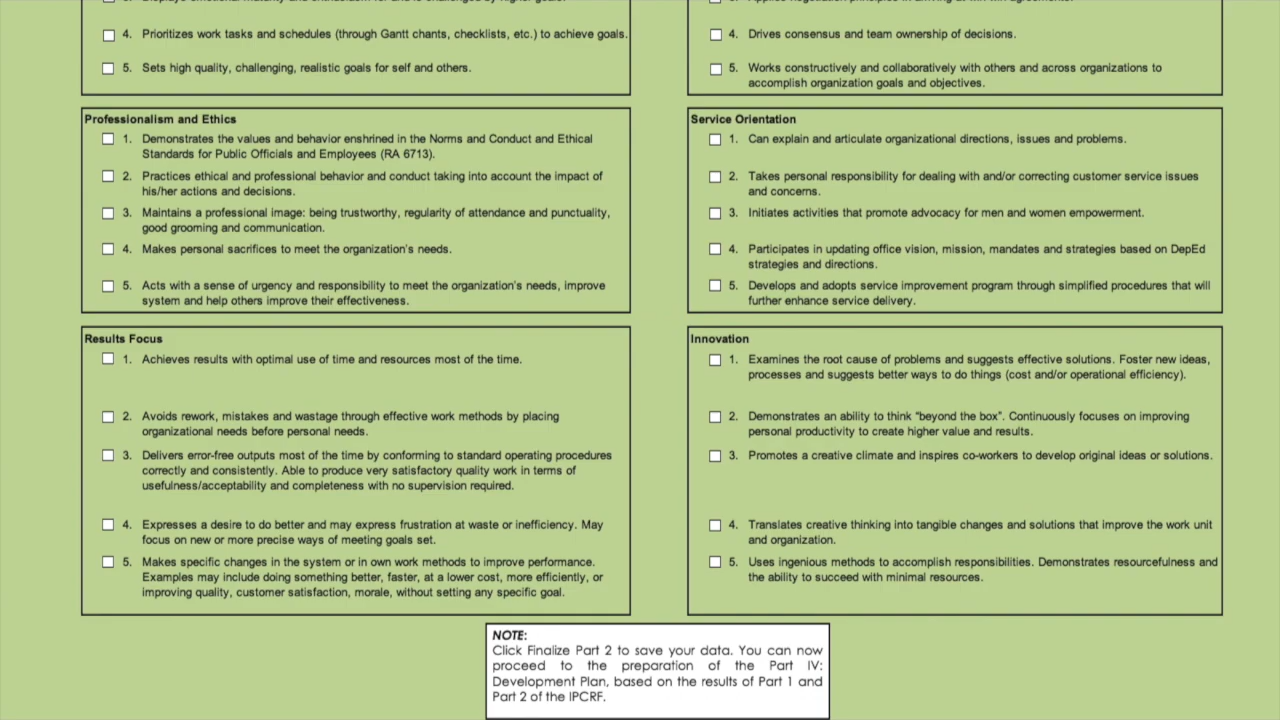 4. Prioritizes work tasks and schedules (through Gantt chants, checklists, etc.) to achieve goals.
5. Sets high quality, challenging, realistic goals for self and others.
4. Drives consensus and team ownership of decisions.
5. Works constructively and collaboratively with others and across organizations to
accomplish organization goals and objectives.
Professionalism and Ethics
1. Demonstrates the values and behavior enshrined in the Norms and Conduct and Ethical
Standards for Public Officials and Employees (RA 6713).
2. Practices ethical and professional behavior and conduct taking into account the impact of
his/her actions and decisions.
3. Maintains a professional image: being trustworthy, regularity of attendance and punctuality,
good grooming and communication.
4. Makes personal sacrifices to meet the organization's needs.
5. Acts with a sense of urgency and responsibility to meet the organization's needs, improve
system and help others improve their effectiveness.
Service Orientation
1. Can explain and articulate organizational directions, issues and problems.
2. Takes personal responsibility for dealing with and/or correcting customer service issues
and concerns.
3. Initiates activities that promote advocacy for men and women empowerment.
4. Participates in updating office vision, mission, mandates and strategies based on DepEd
strategies and directions.
5. Develops and adopts service improvement program through simplified procedures that will
further enhance service delivery.
Results Focus
1. Achieves results with optimal use of time and resources most of the time.
2. Avoids rework, mistakes and wastage through effective work methods by placing
organizational needs before personal needs.
3. Delivers error-free outputs most of the time by conforming to standard operating procedures
correctly and consistently. Able to produce very satisfactory quality work in terms of
usefulness/acceptability and completeness with no supervision required.
4. Expresses a desire to do better and may express frustration at waste or inefficiency. May
focus on new or more precise ways of meeting goals set.
5. Makes specific changes in the system or in own work methods to improve performance.
Examples may include doing something better, faster, at a lower cost, more efficiently, or
improving quality, customer satisfaction, morale, without setting any specific goal.
Innovation
1. Examines the root cause of problems and suggests effective solutions. Foster new ideas,
processes and suggests better ways to do things (cost and/or operational efficiency).
2. Demonstrates an ability to think "beyond the box". Continuously focuses on improving
personal productivity to create higher value and results.
3. Promotes a creative climate and inspires co-workers to develop original ideas or solutions.
4. Translates creative thinking into tangible changes and solutions that improve the work unit
and organization.
5. Uses ingenious methods to accomplish responsibilities. Demonstrates resourcefulness and
the ability to succeed with minimal resources.
NOTE:
Click Finalize Part 2 to save your data. You can now
proceed to the preparation of the Part IV:
Development Plan, based on the results of Part 1 and
Part 2 of the IPCRF.